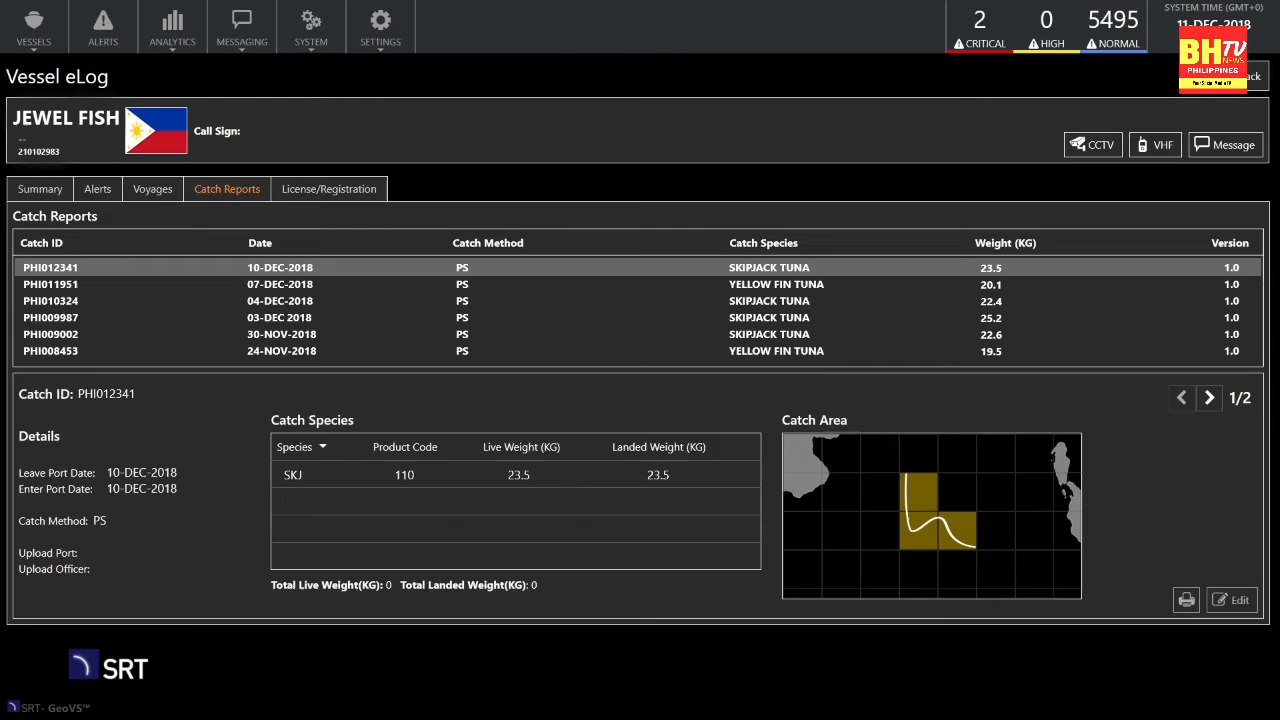 VESSELS
ALERTS
ANALYTICS
MESSAGING
SYSTEM
SETTINGS
2 CRITICAL
0 HIGH
5495 NORMAL
SYSTEM TIME (GMT+0)
11-DEC-2018
BH TV
NEWS
PHILIPPINES
Vessel eLog
JEWEL FISH
--
210102983
Call Sign:
CCTV
VHF
Message
Summary
Alerts
Voyages
Catch Reports
License/Registration
Catch Reports
Catch ID Date Catch Method Catch Species Weight (KG) Version
PHI012341 10-DEC-2018 PS SKIPJACK TUNA 23.5 1.0
PHI011951 07-DEC-2018 PS YELLOW FIN TUNA 20.1 1.0
PHI010324 04-DEC-2018 PS SKIPJACK TUNA 22.4 1.0
PHI009987 03-DEC 2018 PS SKIPJACK TUNA 25.2 1.0
PHI009002 30-NOV-2018 PS SKIPJACK TUNA 22.6 1.0
PHI008453 24-NOV-2018 PS YELLOW FIN TUNA 19.5 1.0
Catch ID: PHI012341
1/2
Details
Leave Port Date: 10-DEC-2018
Enter Port Date: 10-DEC-2018
Catch Method: PS
Upload Port:
Upload Officer:
Catch Species
Species Product Code Live Weight (KG) Landed Weight (KG)
SKJ 110 23.5 23.5
Total Live Weight(KG): 0 Total Landed Weight(KG): 0
Catch Area
Edit
SRT
SRT- GeoVS™